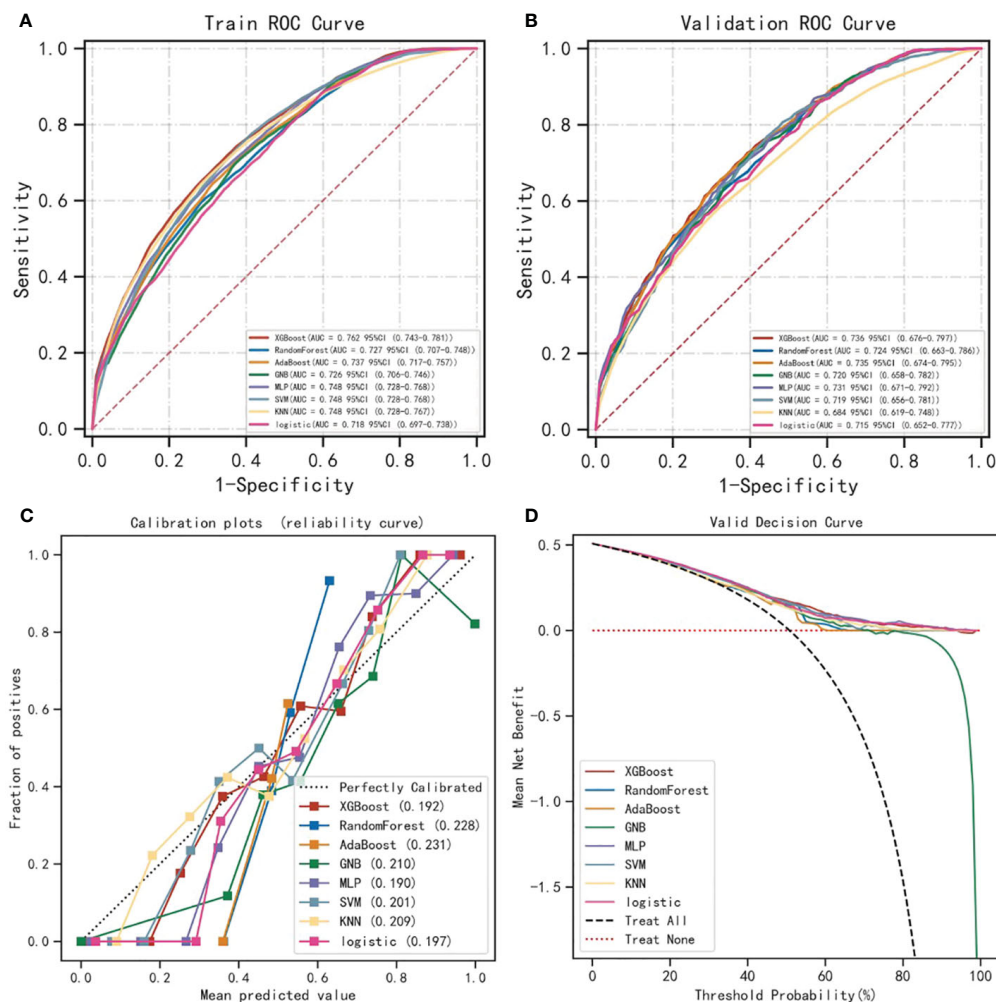 A
Train ROC Curve
1.0
0.8
0.6
0.4
0.2
0.0
Sensitivity
XGBoost(AUC = 0.762 95%CI (0.743-0.781))
RandomForest(AUC = 0.727 95%CI (0.707-0.748))
AdaBoost(AUC = 0.737 95%CI (0.717-0.757))
GNB(AUC = 0.726 95%CI (0.706-0.746))
MLP(AUC = 0.748 95%CI (0.728-0.768))
SVM(AUC = 0.748 95%CI (0.728-0.768))
KNN(AUC = 0.748 95%CI (0.728-0.767))
logistic(AUC = 0.718 95%CI (0.697-0.738))
0.0 0.2 0.4 0.6 0.8 1.0
1-Specificity
B
Validation ROC Curve
1.0
0.8
0.6
0.4
0.2
0.0
Sensitivity
XGBoost(AUC = 0.736 95%CI (0.676-0.797))
RandomForest(AUC = 0.724 95%CI (0.663-0.786))
AdaBoost(AUC = 0.735 95%CI (0.674-0.795))
GNB(AUC = 0.720 95%CI (0.658-0.782))
MLP(AUC = 0.731 95%CI (0.671-0.792))
SVM(AUC = 0.719 95%CI (0.656-0.781))
KNN(AUC = 0.684 95%CI (0.619-0.748))
logistic(AUC = 0.715 95%CI (0.652-0.777))
0.0 0.2 0.4 0.6 0.8 1.0
1-Specificity
C
Calibration plots (reliability curve)
1.0
0.8
0.6
0.4
0.2
0.0
Fraction of positives
Perfectly Calibrated
XGBoost (0.192)
RandomForest (0.228)
AdaBoost (0.231)
GNB (0.210)
MLP (0.190)
SVM (0.201)
KNN (0.209)
logistic (0.197)
0.0 0.2 0.4 0.6 0.8 1.0
Mean predicted value
D
Valid Decision Curve
0.5
0.0
-0.5
-1.0
-1.5
Mean Net Benefit
XGBoost
RandomForest
AdaBoost
GNB
MLP
SVM
KNN
logistic
Treat All
Treat None
0 20 40 60 80 100
Threshold Probability(%)